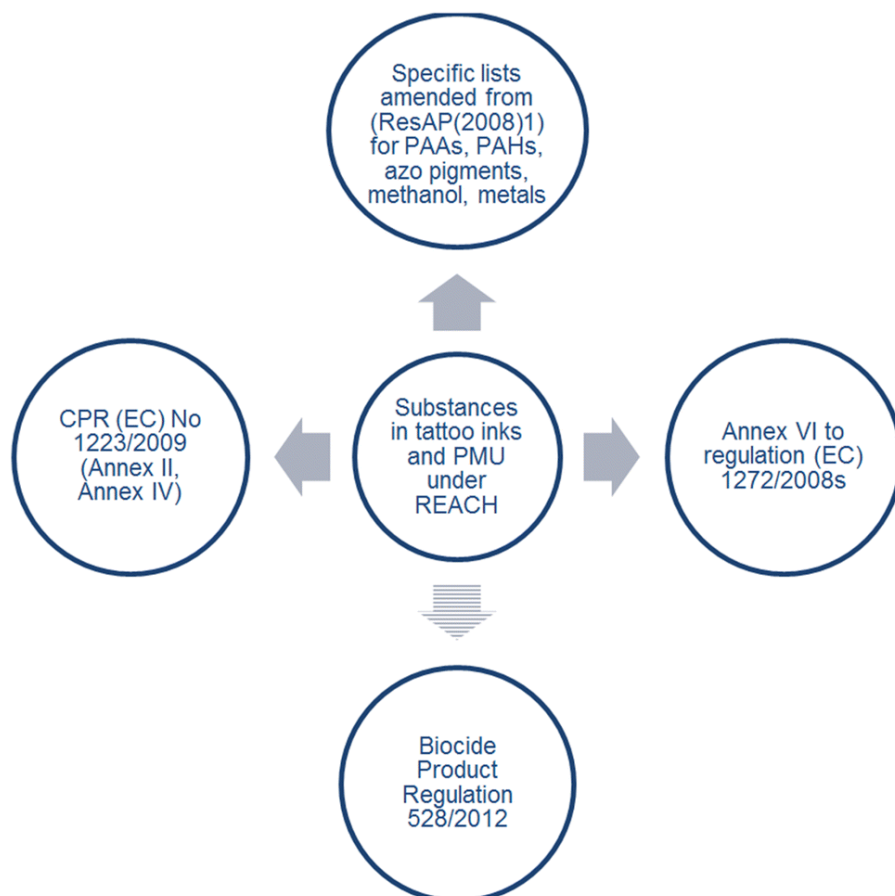 Specific lists
amended from
(ResAP(2008)1)
for PAAs, PAHs,
azo pigments,
methanol, metals
CPR (EC) No
1223/2009
(Annex II,
Annex IV)
Substances
in tattoo inks
and PMU
under
REACH
Annex VI to
regulation (EC)
1272/2008s
Biocide
Product
Regulation
528/2012